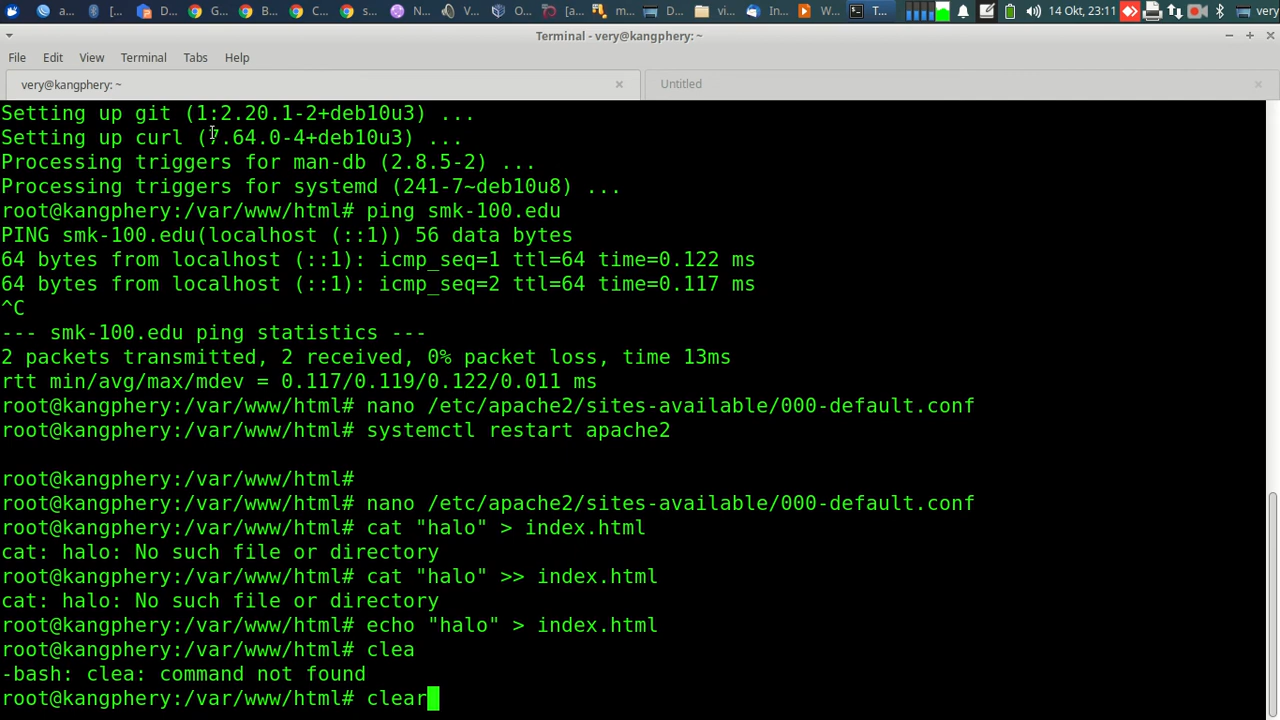 a...
[...
D...
G...
B...
C...
s...
N...
V...
O...
[a...
m...
D...
vi...
In...
W...
T...
14 Okt, 23:11
very
Terminal - very@kangphery: ~
File Edit View Terminal Tabs Help
very@kangphery: ~
Untitled
Setting up git (1:2.20.1-2+deb10u3) ...
Setting up curl (7.64.0-4+deb10u3) ...
Processing triggers for man-db (2.8.5-2) ...
Processing triggers for systemd (241-7~deb10u8) ...
root@kangphery:/var/www/html# ping smk-100.edu
PING smk-100.edu(localhost (::1)) 56 data bytes
64 bytes from localhost (::1): icmp_seq=1 ttl=64 time=0.122 ms
64 bytes from localhost (::1): icmp_seq=2 ttl=64 time=0.117 ms
^C
--- smk-100.edu ping statistics ---
2 packets transmitted, 2 received, 0% packet loss, time 13ms
rtt min/avg/max/mdev = 0.117/0.119/0.122/0.011 ms
root@kangphery:/var/www/html# nano /etc/apache2/sites-available/000-default.conf
root@kangphery:/var/www/html# systemctl restart apache2
root@kangphery:/var/www/html#
root@kangphery:/var/www/html# nano /etc/apache2/sites-available/000-default.conf
root@kangphery:/var/www/html# cat "halo" > index.html
cat: halo: No such file or directory
root@kangphery:/var/www/html# cat "halo" >> index.html
cat: halo: No such file or directory
root@kangphery:/var/www/html# echo "halo" > index.html
root@kangphery:/var/www/html# clea
-bash: clea: command not found
root@kangphery:/var/www/html# clear